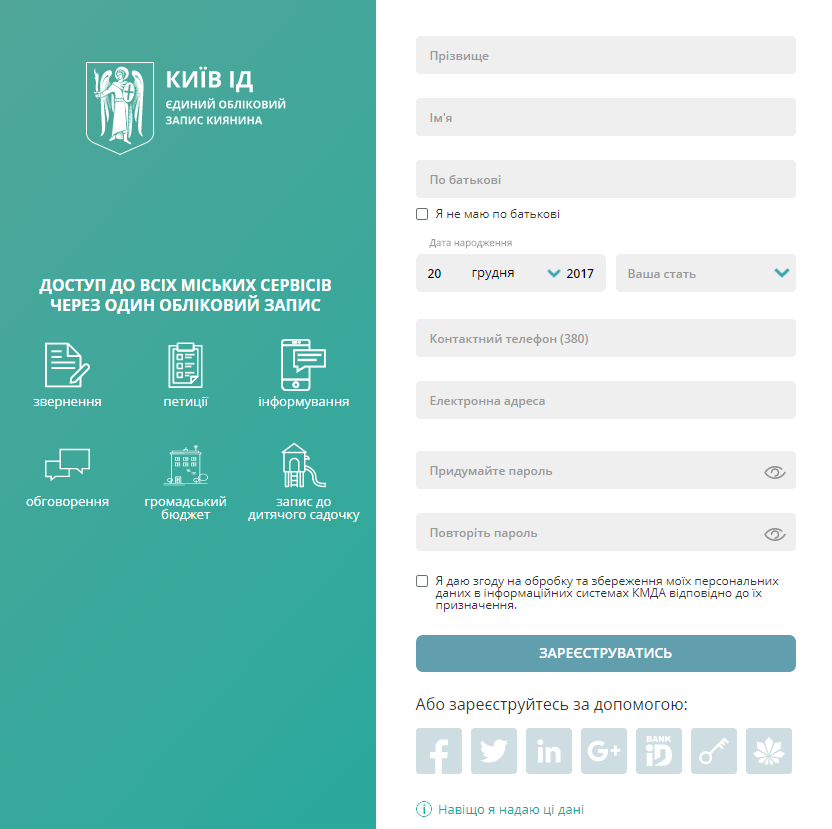 КИЇВ ІД
ЄДИНИЙ ОБЛІКОВИЙ
ЗАПИС КИЯНИНА
ДОСТУП ДО ВСІХ МІСЬКИХ СЕРВІСІВ
ЧЕРЕЗ ОДИН ОБЛІКОВИЙ ЗАПИС
звернення
петиції
інформування
обговорення
громадський
бюджет
запис до
дитячого садочку
Прізвище
Ім'я
По батькові
Я не маю по батькові
Дата народження
20 грудня 2017
Ваша стать
Контактний телефон (380)
Електронна адреса
Придумайте пароль
Повторіть пароль
Я даю згоду на обробку та збереження моїх персональних
даних в інформаційних системах КМДА відповідно до їх
призначення.
ЗАРЕЄСТРУВАТИСЬ
Або зареєструйтесь за допомогою:
f in G+ BANK iD
Навіщо я надаю ці дані